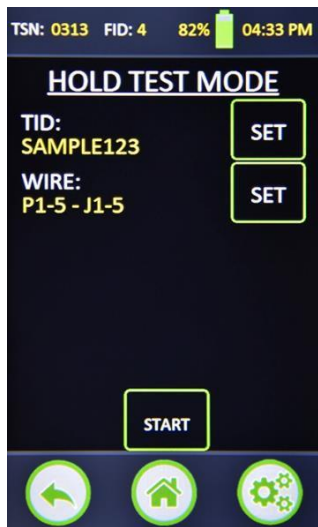 TSN: 0313 FID: 4 82% 04:33 PM
HOLD TEST MODE
TID:
SAMPLE123
SET
WIRE:
P1-5 - J1-5
SET
START